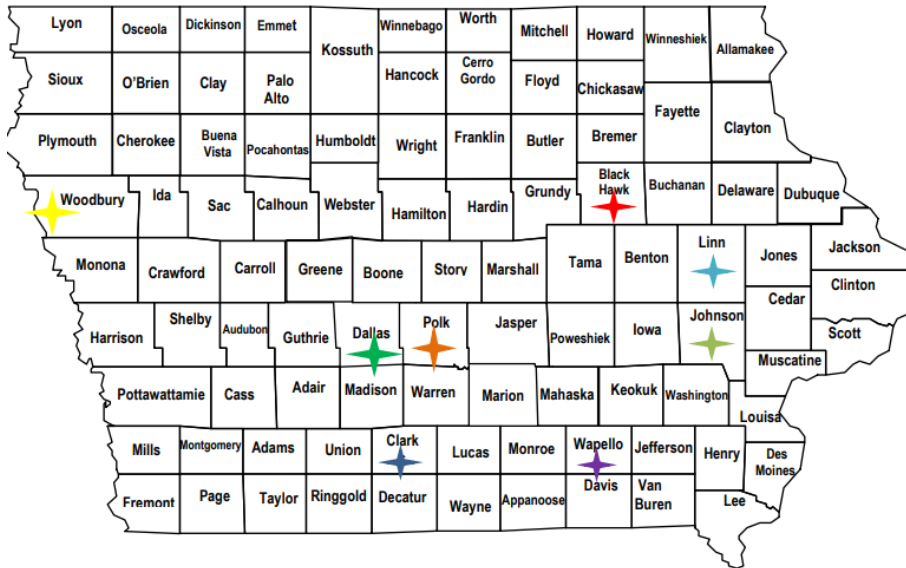 Lyon
Osceola
Dickinson
Emmet
Kossuth
Winnebago
Worth
Mitchell
Howard
Winneshiek
Allamakee
Sioux
O'Brien
Clay
Palo
Alto
Hancock
Cerro
Gordo
Floyd
Chickasaw
Fayette
Clayton
Plymouth
Cherokee
Buena
Vista
Pocahontas
Humboldt
Wright
Franklin
Butler
Bremer
Woodbury
Ida
Sac
Calhoun
Webster
Hamilton
Hardin
Grundy
Black
Hawk
Buchanan
Delaware
Dubuque
Monona
Crawford
Carroll
Greene
Boone
Story
Marshall
Tama
Benton
Linn
Jones
Jackson
Clinton
Cedar
Harrison
Shelby
Audubon
Guthrie
Dallas
Polk
Jasper
Poweshiek
Iowa
Johnson
Scott
Muscatine
Pottawattamie
Cass
Adair
Madison
Warren
Marion
Mahaska
Keokuk
Washington
Louisa
Mills
Montgomery
Adams
Union
Clark
Lucas
Monroe
Wapello
Jefferson
Henry
Des
Moines
Fremont
Page
Taylor
Ringgold
Decatur
Wayne
Appanoose
Davis
Van
Buren
Lee